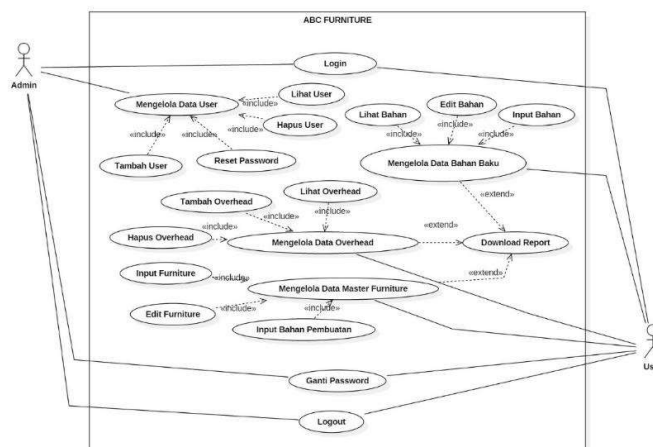 ABC FURNITURE
Login
Admin
Lihat User
Mengelola Data User
«include»
Edit Bahan
«include»
Lihat Bahan
Input Bahan
«include»
Hapus User
«include»
«include»
«include»
«include»
«include»
Tambah User
Reset Password
Mengelola Data Bahan Baku
Lihat Overhead
Tambah Overhead
«extend»
«include»
«include»
«extend»
Hapus Overhead
«include»
Mengelola Data Overhead
Download Report
Input Furniture
«include»
«extend»
Mengelola Data Master Furniture
Edit Furniture
«include»
«include»
Input Bahan Pembuatan
Us
Ganti Password
Logout